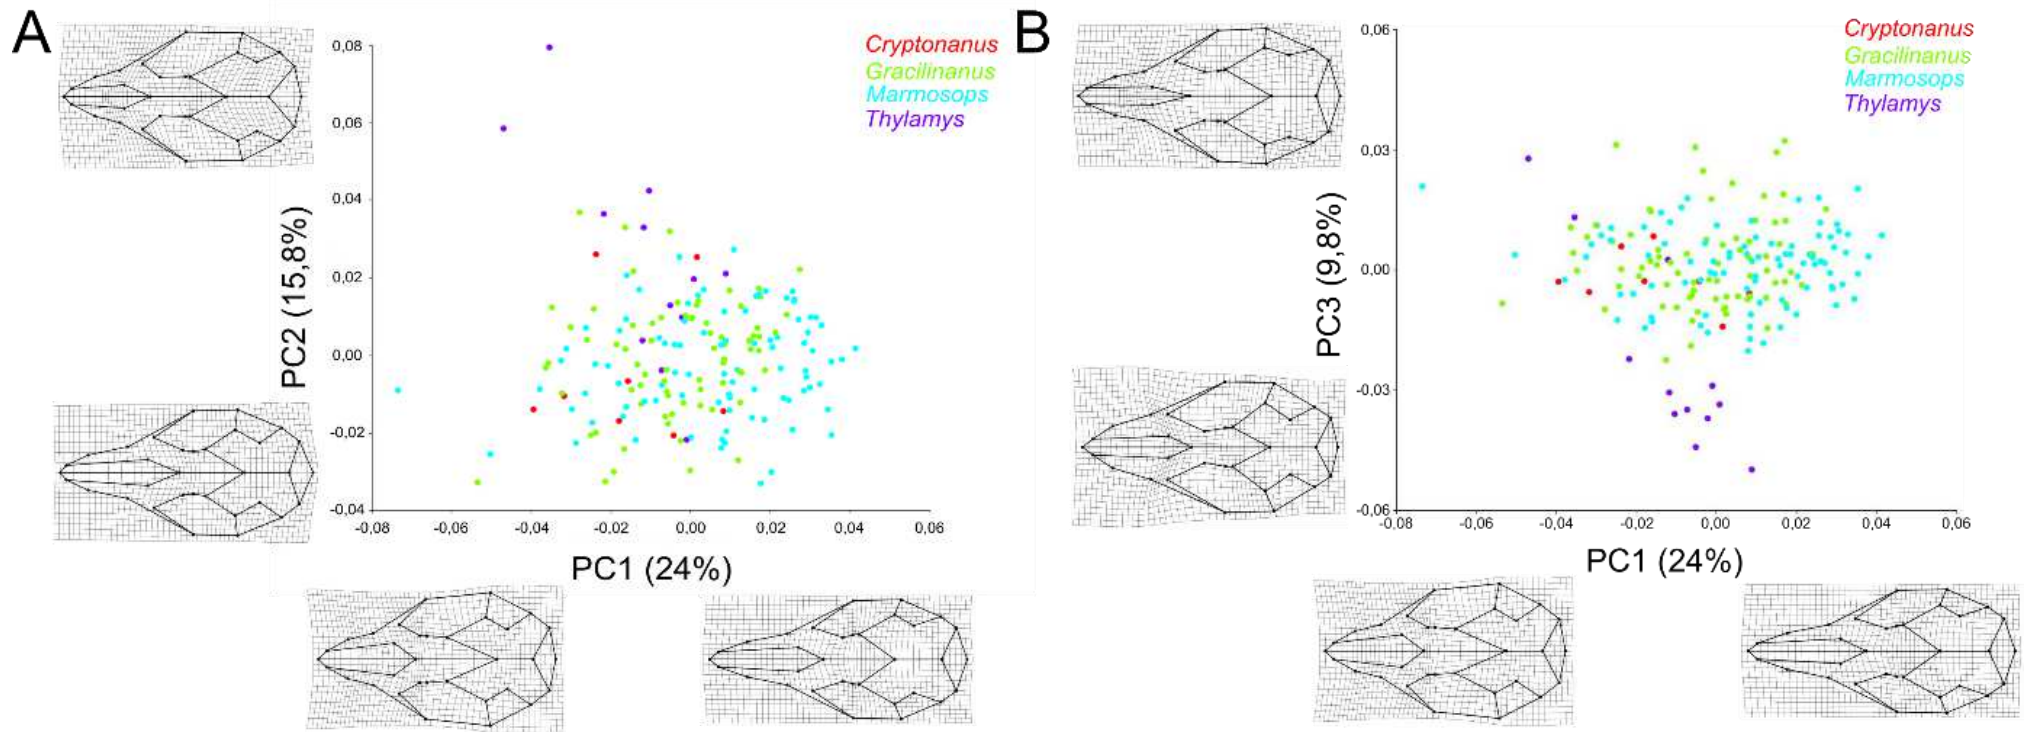 A
Cryptonanus
Gracilinanus
Marmosops
Thylamys
PC2 (15,8%)
0,08
0,06
0,04
0,02
0,00
-0,02
-0,04
-0,08
-0,06
-0,04
-0,02
0,00
0,02
0,04
0,06
PC1 (24%)
B
Cryptonanus
Gracilinanus
Marmosops
Thylamys
PC3 (9,8%)
0,06
0,03
0,00
-0,03
-0,06
-0,08
-0,06
-0,04
-0,02
0,00
0,02
0,04
0,06
PC1 (24%)